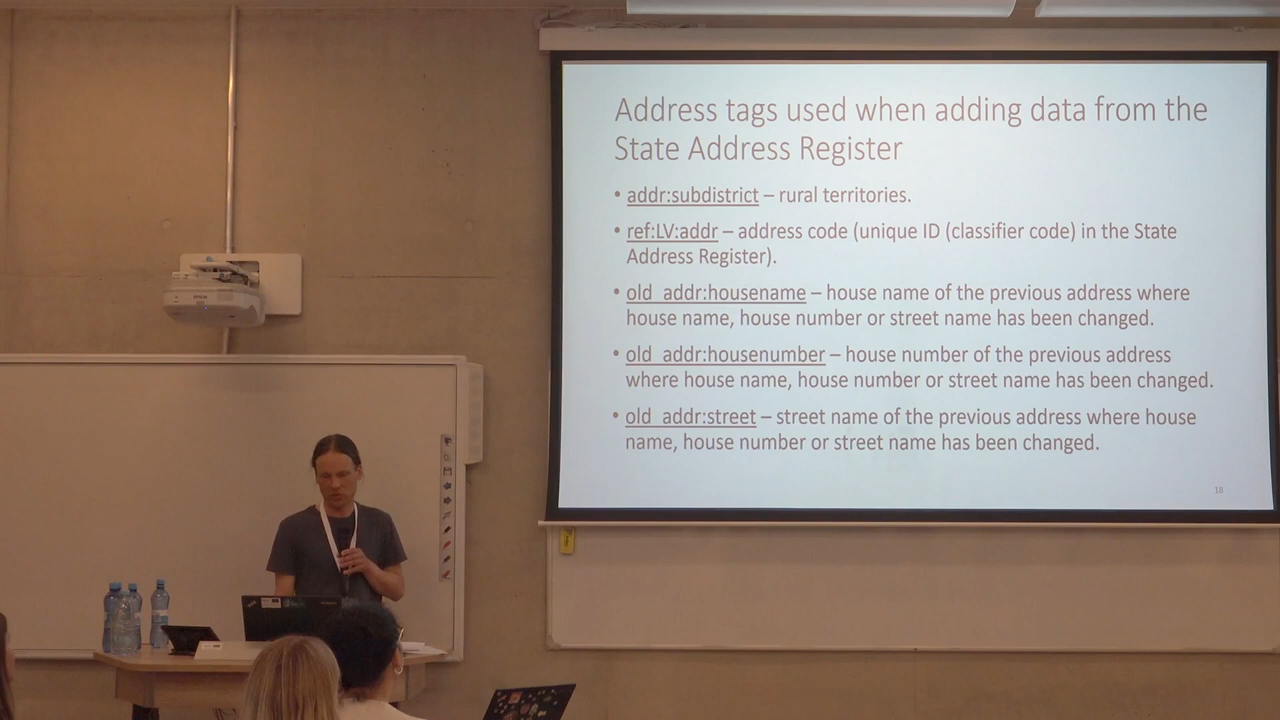 Address tags used when adding data from the
State Address Register
• addr:subdistrict – rural territories.
• ref:LV:addr – address code (unique ID (classifier code) in the State
Address Register).
• old_addr:housename – house name of the previous address where
house name, house number or street name has been changed.
• old_addr:housenumber – house number of the previous address
where house name, house number or street name has been changed.
• old_addr:street – street name of the previous address where house
name, house number or street name has been changed.
18
EPSON